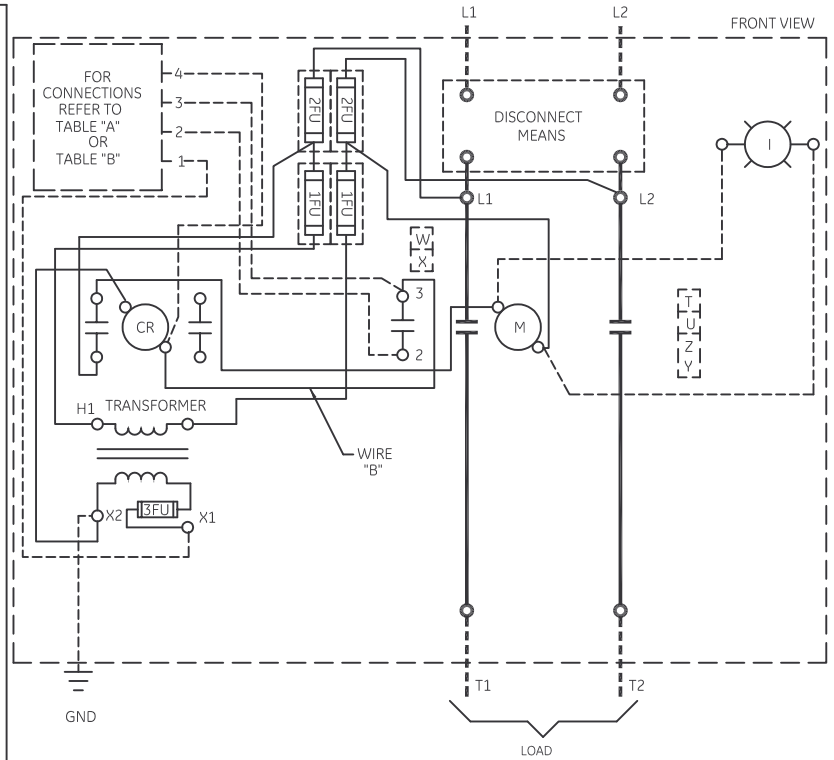 L1
L2
FRONT VIEW
FOR
CONNECTIONS
REFER TO
TABLE "A"
OR
TABLE "B"
4
3
2
1
2FU
2FU
1FU
1FU
DISCONNECT
MEANS
I
L1
L2
W
X
3
2
CR
M
T
U
Z
Y
H1
TRANSFORMER
WIRE
"B"
X2
3FU
X1
GND
T1
T2
LOAD